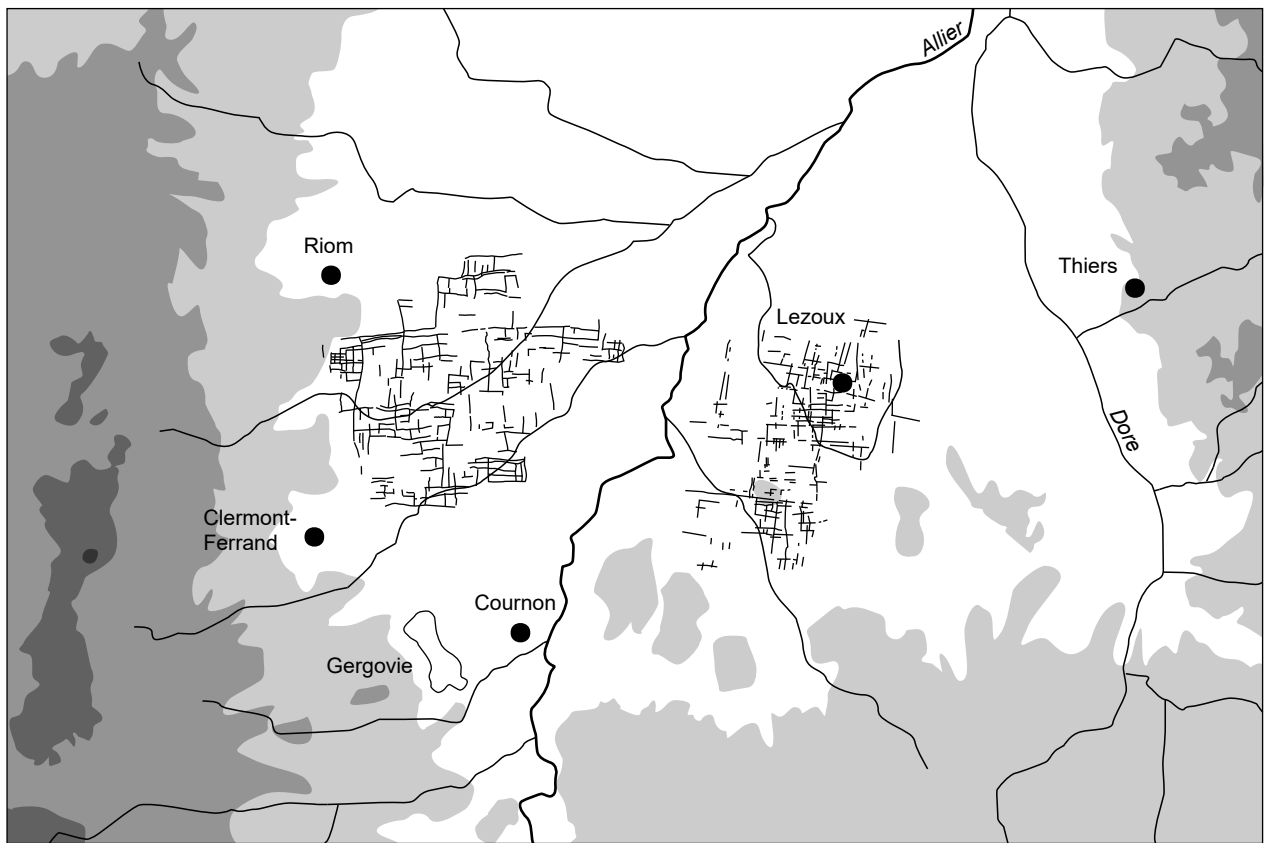 Allier
Riom
Thiers
Lezoux
Dore
Clermont-
Ferrand
Cournon
Gergovie